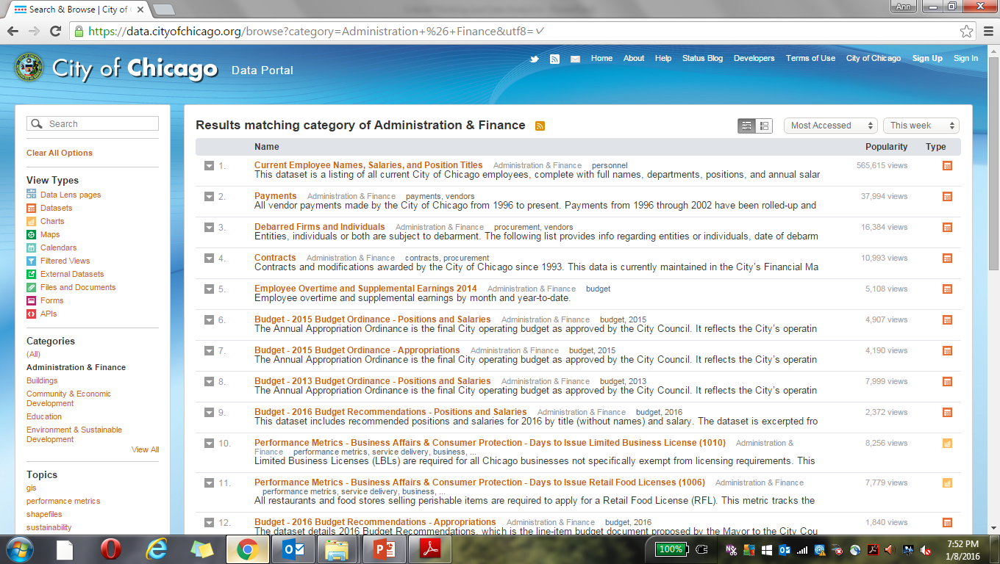 Search & Browse | City of C
Ann
https://data.cityofchicago.org/browse?category=Administration+%26+Finance&utf8=✓
City of Chicago Data Portal
Home About Help Status Blog Developers Terms of Use City of Chicago Sign Up Sign In
Search
Clear All Options
View Types
Data Lens pages
Datasets
Charts
Maps
Calendars
Filtered Views
External Datasets
Files and Documents
Forms
APIs
Categories
(All)
Administration & Finance
Buildings
Community & Economic
Development
Education
Environment & Sustainable
Development
View All
Topics
gis
performance metrics
shapefiles
sustainability
Results matching category of Administration & Finance
Most Accessed This week
Name Popularity Type
1. Current Employee Names, Salaries, and Position Titles Administration & Finance personnel 565,615 views
This dataset is a listing of all current City of Chicago employees, complete with full names, departments, positions, and annual salar
2. Payments Administration & Finance payments, vendors 37,994 views
All vendor payments made by the City of Chicago from 1996 to present. Payments from 1996 through 2002 have been rolled-up and
3. Debarred Firms and Individuals Administration & Finance procurement, vendors 16,384 views
Entities, individuals or both are subject to debarment. The following list provides info regarding entities or individuals, date of debarm
4. Contracts Administration & Finance contracts, procurement 10,993 views
Contracts and modifications awarded by the City of Chicago since 1993. This data is currently maintained in the City's Financial Ma
5. Employee Overtime and Supplemental Earnings 2014 Administration & Finance budget 5,108 views
Employee overtime and supplemental earnings by month and year-to-date.
6. Budget - 2015 Budget Ordinance - Positions and Salaries Administration & Finance budget, 2015 4,907 views
The Annual Appropriation Ordinance is the final City operating budget as approved by the City Council. It reflects the City's operatin
7. Budget - 2015 Budget Ordinance - Appropriations Administration & Finance budget, 2015 4,190 views
The Annual Appropriation Ordinance is the final City operating budget as approved by the City Council. It reflects the City's operatin
8. Budget - 2013 Budget Ordinance - Positions and Salaries Administration & Finance budget, 2013 7,999 views
The Annual Appropriation Ordinance is the final City operating budget as approved by the City Council. It reflects the City's operatin
9. Budget - 2016 Budget Recommendations - Positions and Salaries Administration & Finance budget, 2016 2,372 views
This dataset includes recommended positions and salaries for 2016 by title (without names) and salary. The dataset is excerpted fro
10. Performance Metrics - Business Affairs & Consumer Protection - Days to Issue Limited Business License (1010) Administration & 8,256 views
Finance performance metrics, service delivery, business, ...
Limited Business Licenses (LBLs) are required for all Chicago businesses not specifically exempt from licensing requirements. This
11. Performance Metrics - Business Affairs & Consumer Protection - Days to Issue Retail Food Licenses (1006) Administration & Finance 7,779 views
performance metrics, service delivery, business, ...
All restaurants and food stores selling perishable items are required to apply for a Retail Food License (RFL). This metric tracks the
12. Budget - 2016 Budget Recommendations - Appropriations Administration & Finance budget, 2016 1,840 views
The dataset details 2016 Budget Recommendations, which is the line-item budget document proposed by the Mayor to the City Cou
100%
7:52 PM
1/8/2016